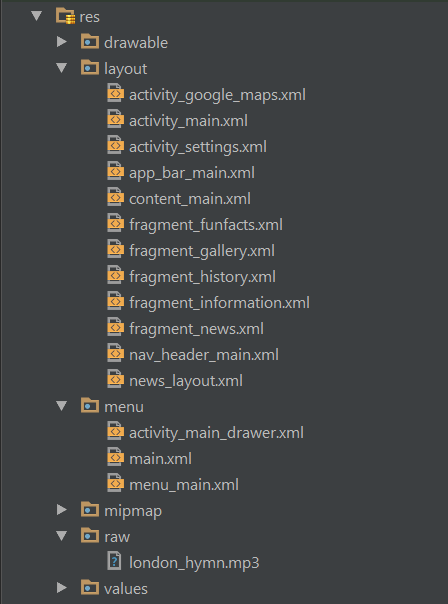 res
drawable
layout
activity_google_maps.xml
activity_main.xml
activity_settings.xml
app_bar_main.xml
content_main.xml
fragment_funfacts.xml
fragment_gallery.xml
fragment_history.xml
fragment_information.xml
fragment_news.xml
nav_header_main.xml
news_layout.xml
menu
activity_main_drawer.xml
main.xml
menu_main.xml
mipmap
raw
london_hymn.mp3
values